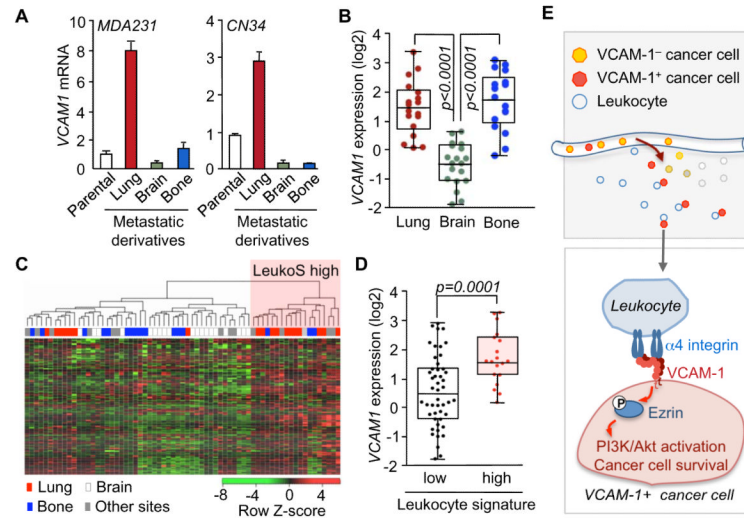 A
MDA231
CN34
VCAM1 mRNA
10
8
6
4
2
0
4
3
2
1
0
Parental
Lung
Brain
Bone
Parental
Lung
Brain
Bone
Metastatic
derivatives
Metastatic
derivatives
B
VCAM1 expression (log2)
4
3
2
1
0
-1
-2
p<0.0001
p<0.0001
Lung
Brain
Bone
C
LeukoS high
Lung
Brain
Bone
Other sites
-4
0
4
6
Row Z-score
D
VCAM1 expression (log2)
4
3
2
1
0
-1
-2
p=0.0001
low
high
Leukocyte signature
E
VCAM-1⁻ cancer cell
VCAM-1⁺ cancer cell
Leukocyte
Leukocyte
α4 integrin
VCAM-1
P
Ezrin
PI3K/Akt activation
Cancer cell survival
VCAM-1+ cancer cell